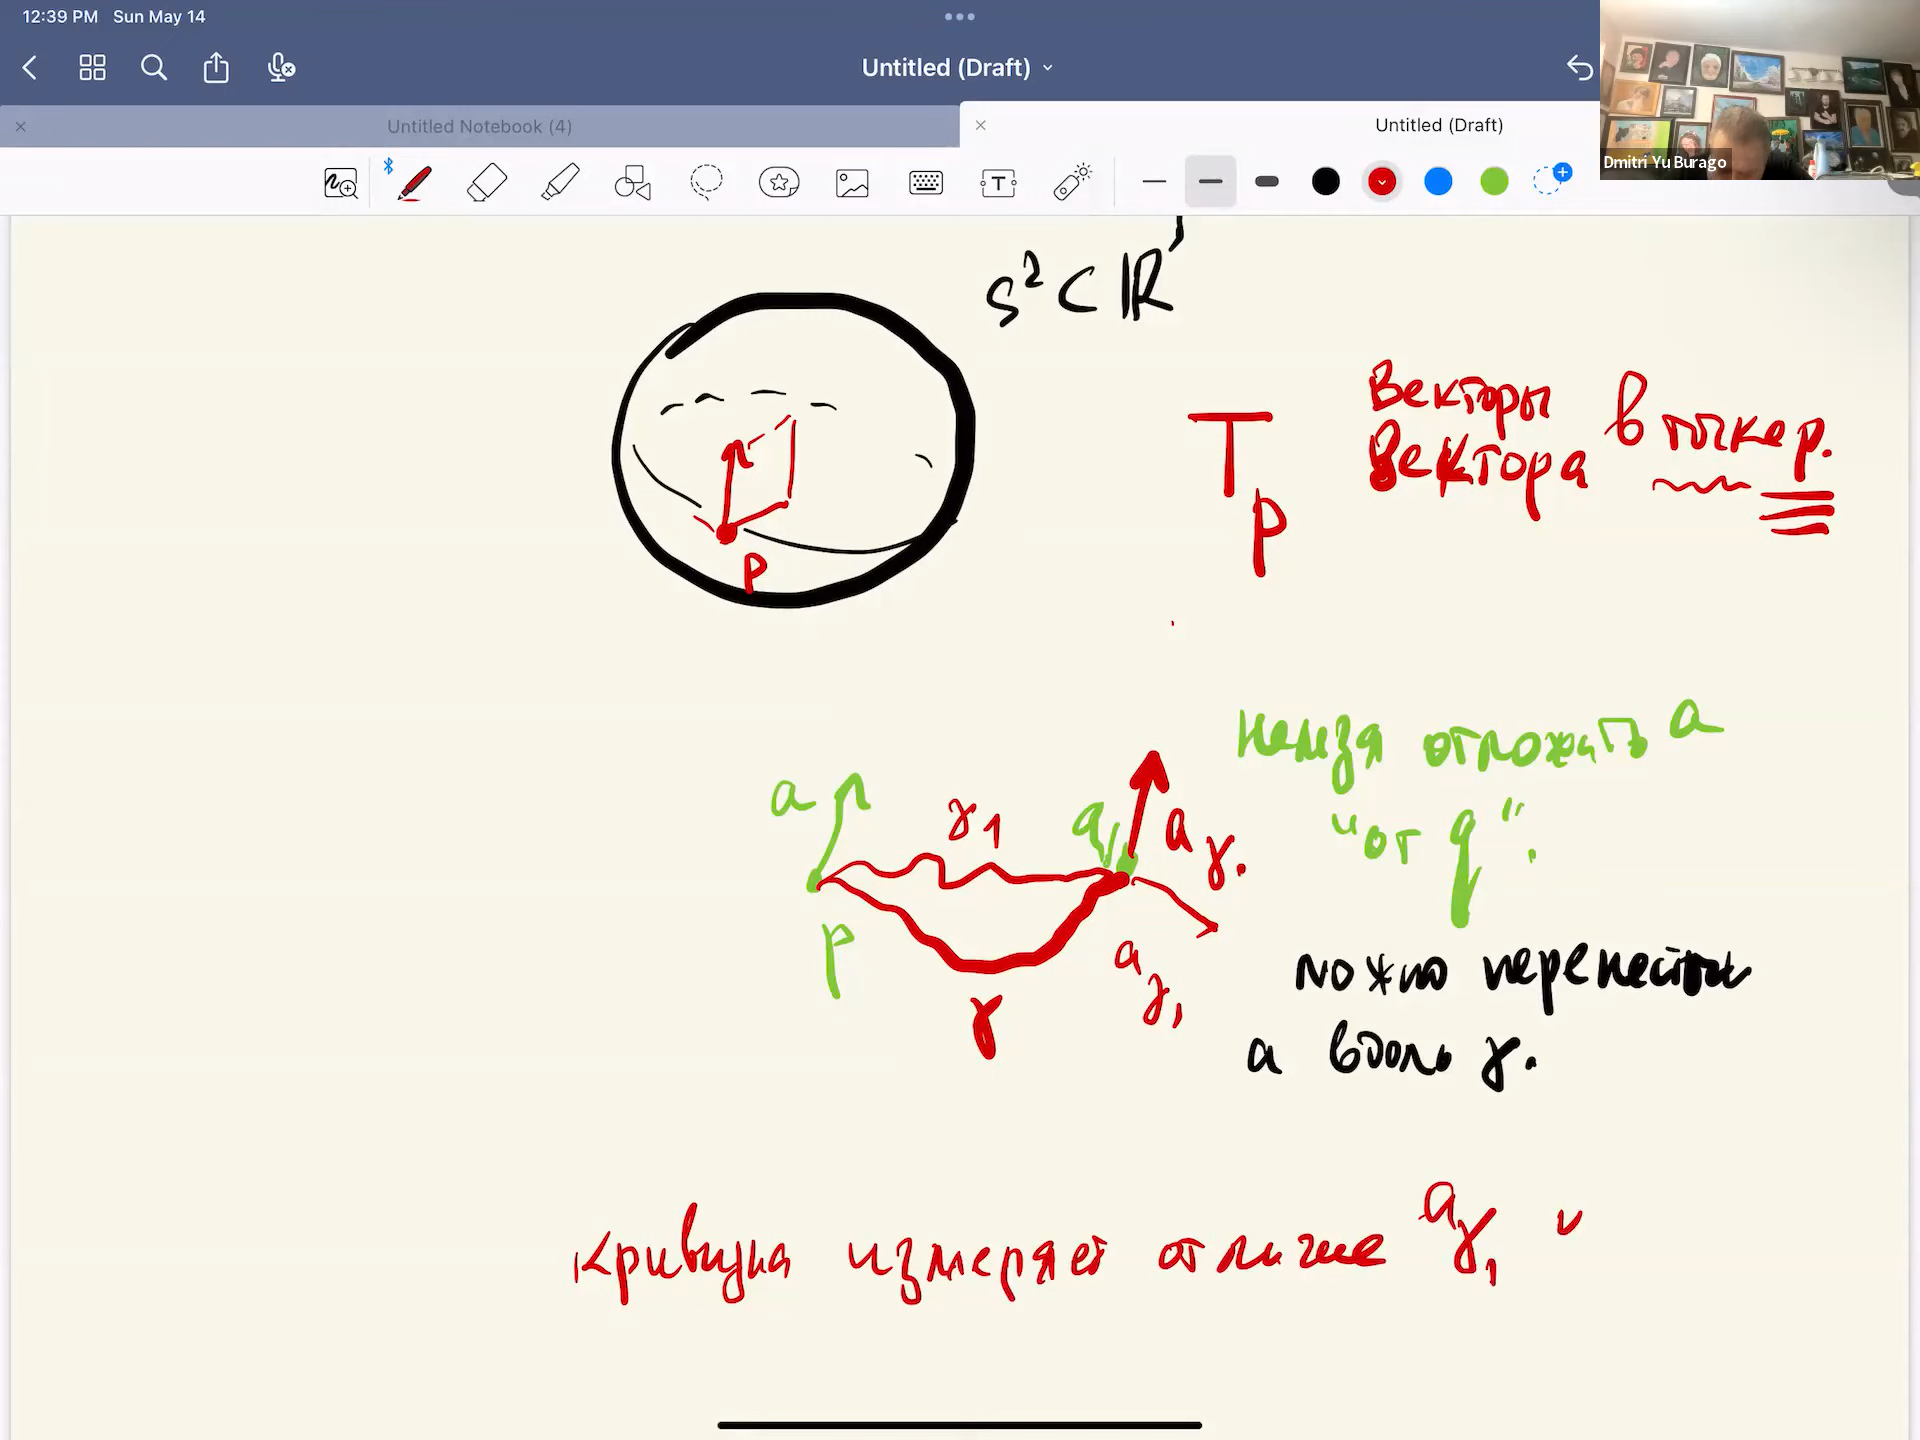 12:39 PM Sun May 14
Untitled (Draft)
Untitled Notebook (4)
Untitled (Draft)
Dmitri Yu Burago
S² ⊂ ℝ³
P
T_p
Векторы
Вектора
в точке р.
нельзя отложить a
"от q".
a
γ₁
q
a_γ.
p
γ
a_γ₁
можно перенести
a вдоль γ.
кривизна измеряет отличие a_γ₁ и